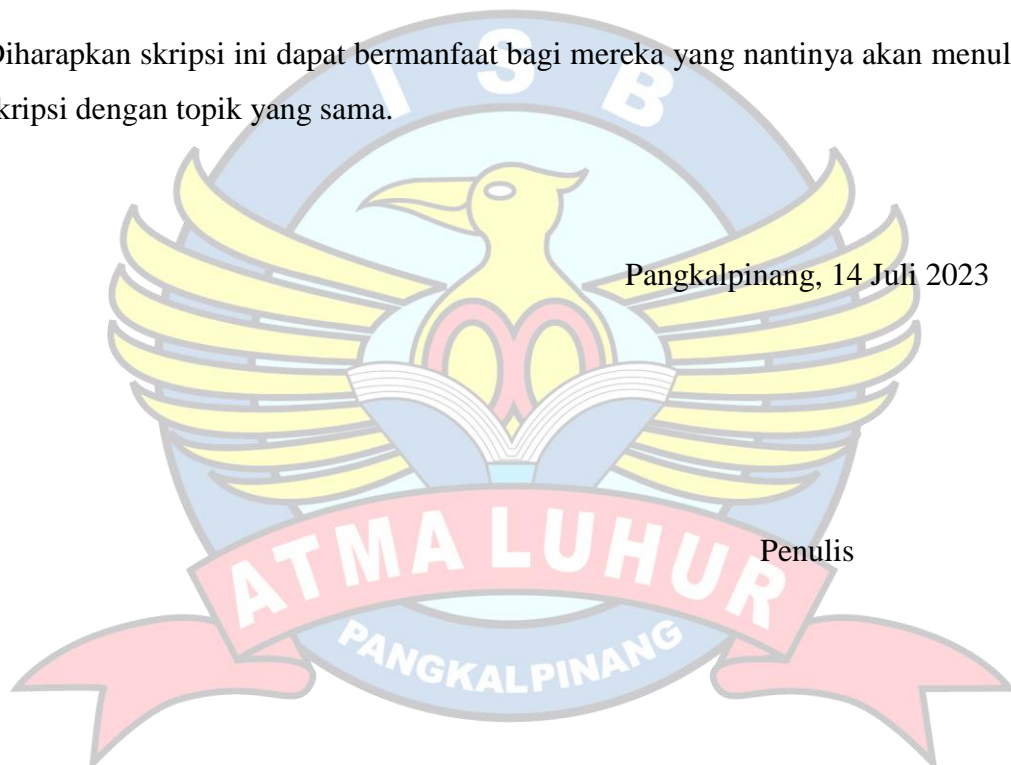 I S B
Diharapkan skripsi ini dapat bermanfaat bagi mereka yang nantinya akan menul
kripsi dengan topik yang sama.
Pangkalpinang, 14 Juli 2023
Penulis
ATMA LUHUR
PANGKALPINANG